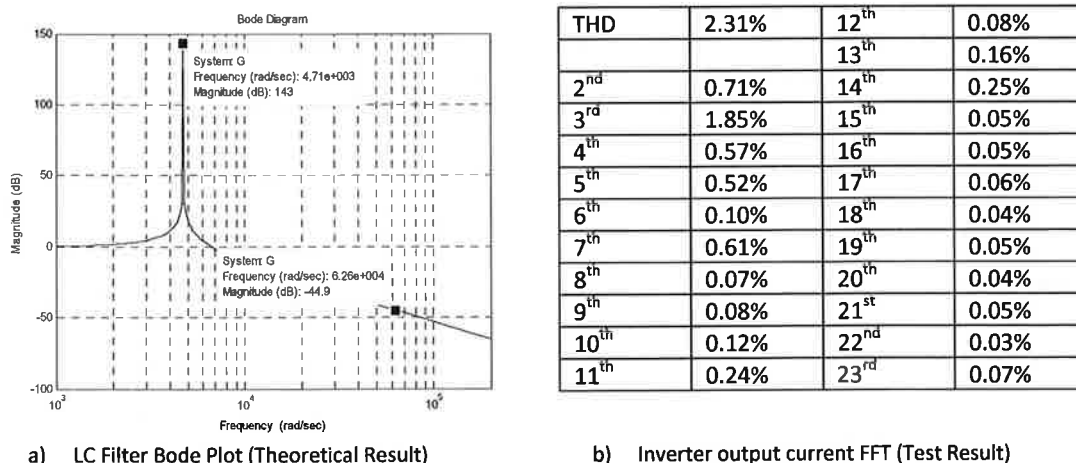 Bode Diagram
150
100
50
0
-50
-100
Magnitude (dB)
System: G
Frequency (rad/sec): 4.71e+003
Magnitude (dB): 143
System: G
Frequency (rad/sec): 6.26e+004
Magnitude (dB): -44.9
10^3 10^4 10^5
Frequency (rad/sec)
a) LC Filter Bode Plot (Theoretical Result)
THD 2.31% 12th 0.08%
13th 0.16%
2nd 0.71% 14th 0.25%
3rd 1.85% 15th 0.05%
4th 0.57% 16th 0.05%
5th 0.52% 17th 0.06%
6th 0.10% 18th 0.04%
7th 0.61% 19th 0.05%
8th 0.07% 20th 0.04%
9th 0.08% 21st 0.05%
10th 0.12% 22nd 0.03%
11th 0.24% 23rd 0.07%
b) Inverter output current FFT (Test Result)